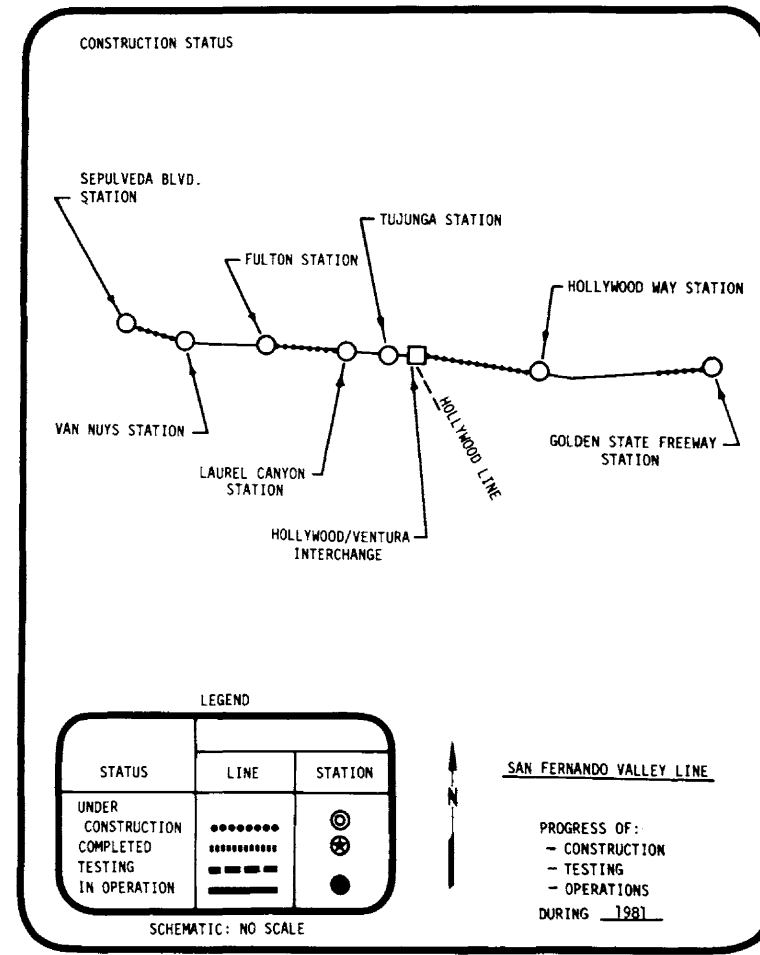 CONSTRUCTION STATUS
SEPULVEDA BLVD.
STATION
TUJUNGA STATION
FULTON STATION
HOLLYWOOD WAY STATION
VAN NUYS STATION
LAUREL CANYON
STATION
HOLLYWOOD LINE
GOLDEN STATE FREEWAY
STATION
HOLLYWOOD/VENTURA
INTERCHANGE
LEGEND
STATUS LINE STATION
UNDER
CONSTRUCTION
COMPLETED
TESTING
IN OPERATION
SCHEMATIC: NO SCALE
N
SAN FERNANDO VALLEY LINE
PROGRESS OF:
- CONSTRUCTION
- TESTING
- OPERATIONS
DURING 1981